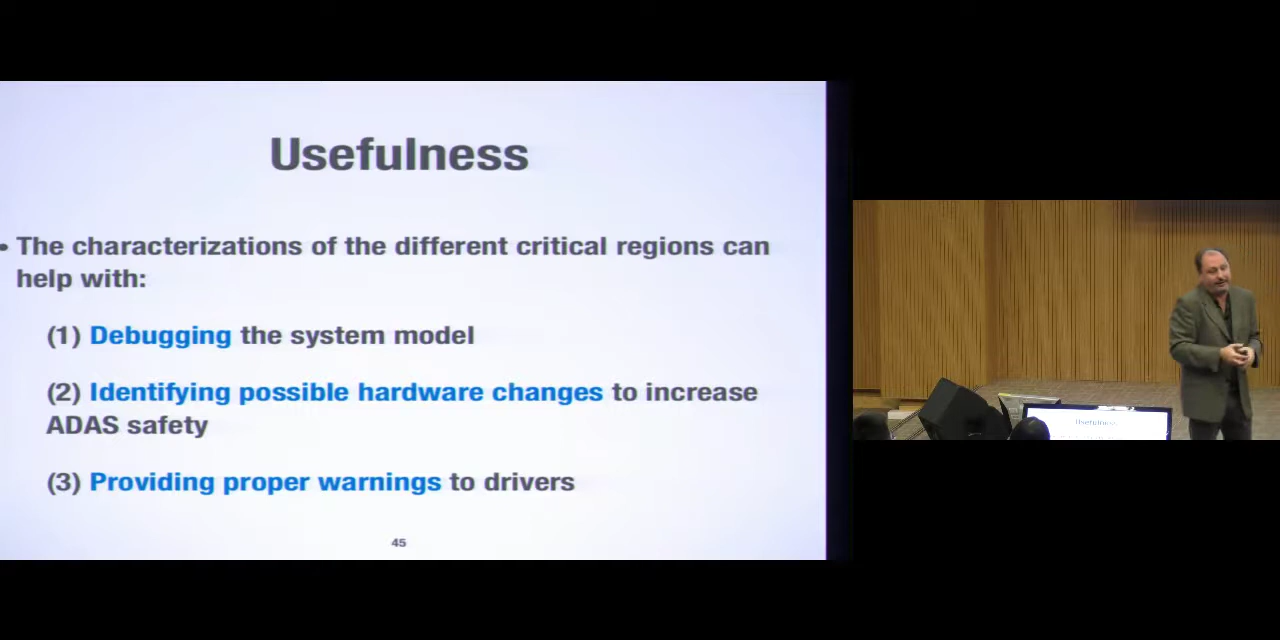 Usefulness
• The characterizations of the different critical regions can
help with:
(1) Debugging the system model
(2) Identifying possible hardware changes to increase
ADAS safety
(3) Providing proper warnings to drivers
45
Usefulness